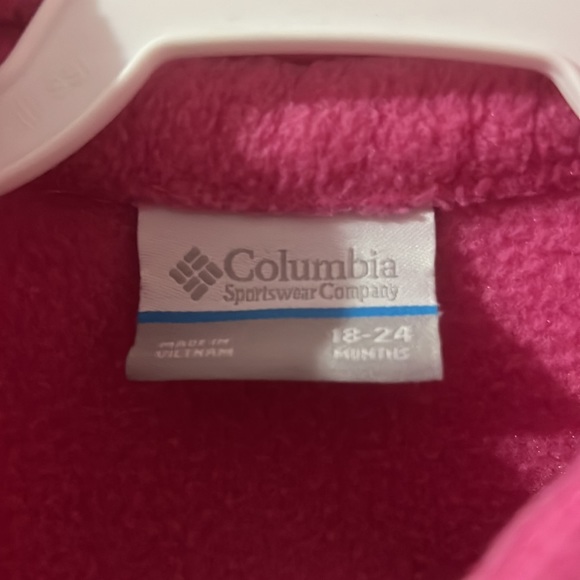 Columbia
Sportswear Company
MADE IN
VIETNAM
18-24
MONTHS